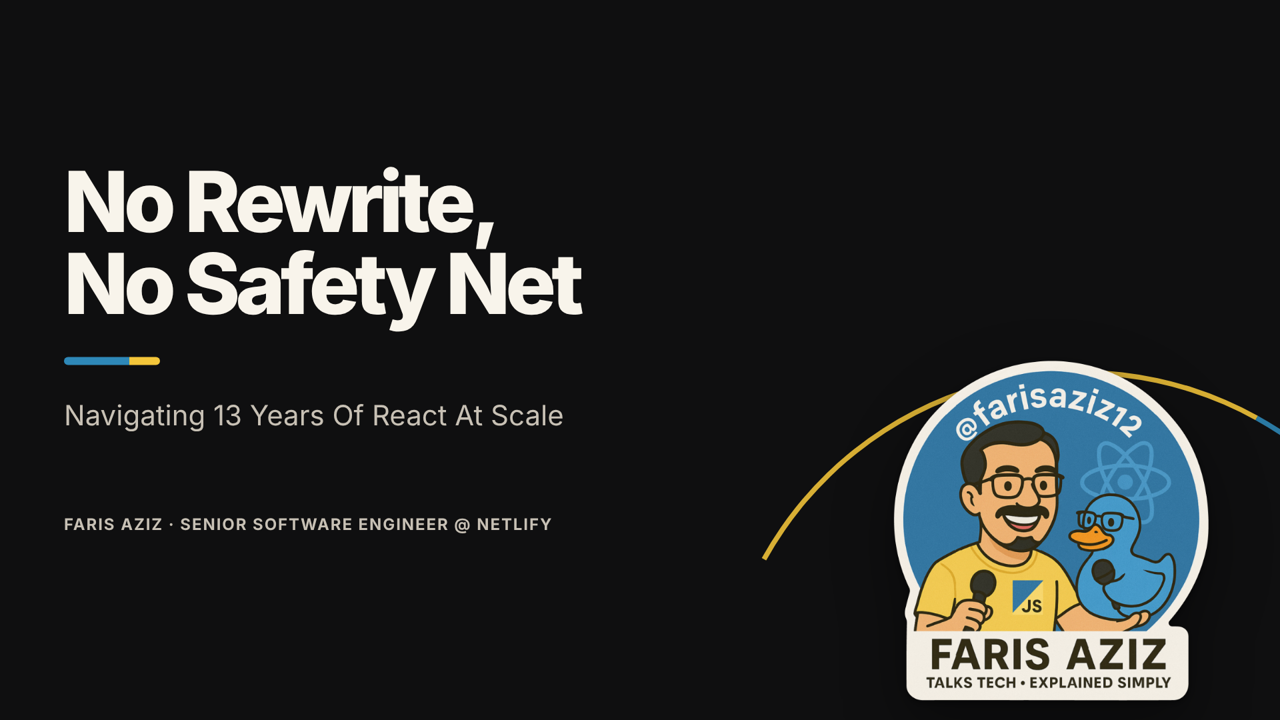 No Rewrite,
No Safety Net
Navigating 13 Years Of React At Scale
FARIS AZIZ · SENIOR SOFTWARE ENGINEER @ NETLIFY
@farisaziz12
JS
FARIS AZIZ
TALKS TECH • EXPLAINED SIMPLY